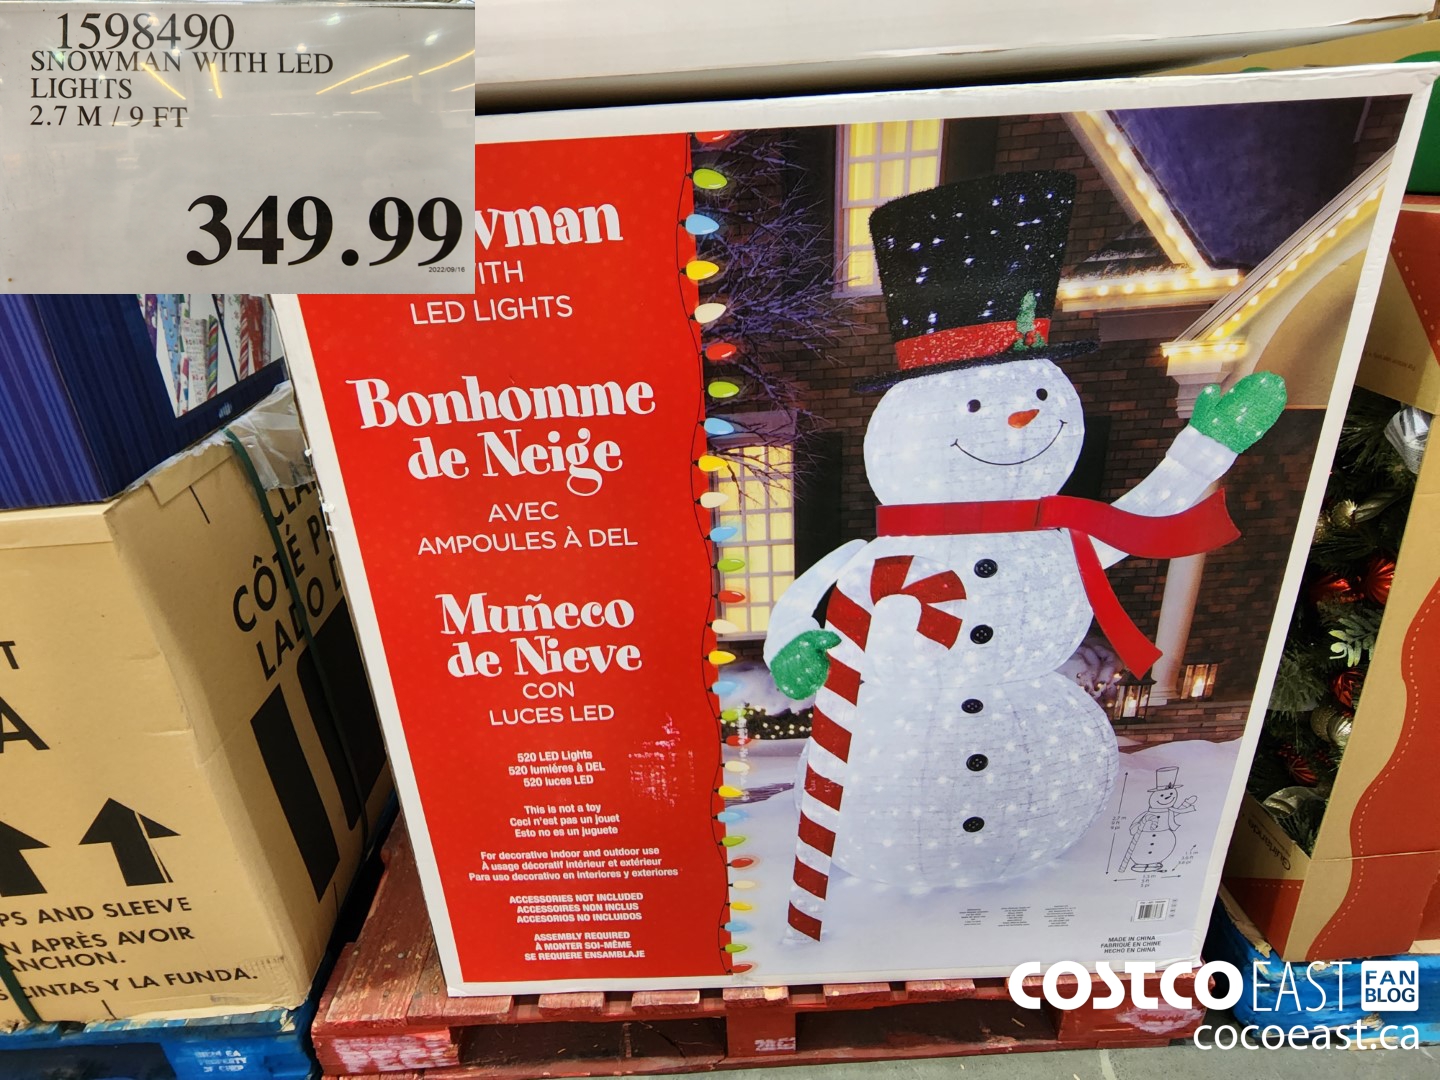 1598490
SNOWMAN WITH LED
LIGHTS
2.7 M / 9 FT
349.99
2022/09/16
LED LIGHTS
Bonhomme
de Neige
AVEC
AMPOULES À DEL
Muñeco
de Nieve
CON
LUCES LED
520 LED Lights
520 lumières à DEL
520 luces LED
This is not a toy
Ceci n'est pas un jouet
Esto no es un juguete
For decorative indoor and outdoor use
À usage décoratif intérieur et extérieur
Para uso decorativo en interiores y exteriores
ACCESSORIES NOT INCLUDED
ACCESSOIRES NON INCLUS
ACCESORIOS NO INCLUIDOS
ASSEMBLY REQUIRED
À MONTER SOI-MÊME
SE REQUIERE ENSAMBLAJE
MADE IN CHINA
FABRIQUÉ EN CHINE
HECHO EN CHINA
CÔTÉ
LADO
AND SLEEVE
APRÈS AVOIR
Y LA FUNDA.
COSTCO EAST FAN
BLOG
cocoeast.ca